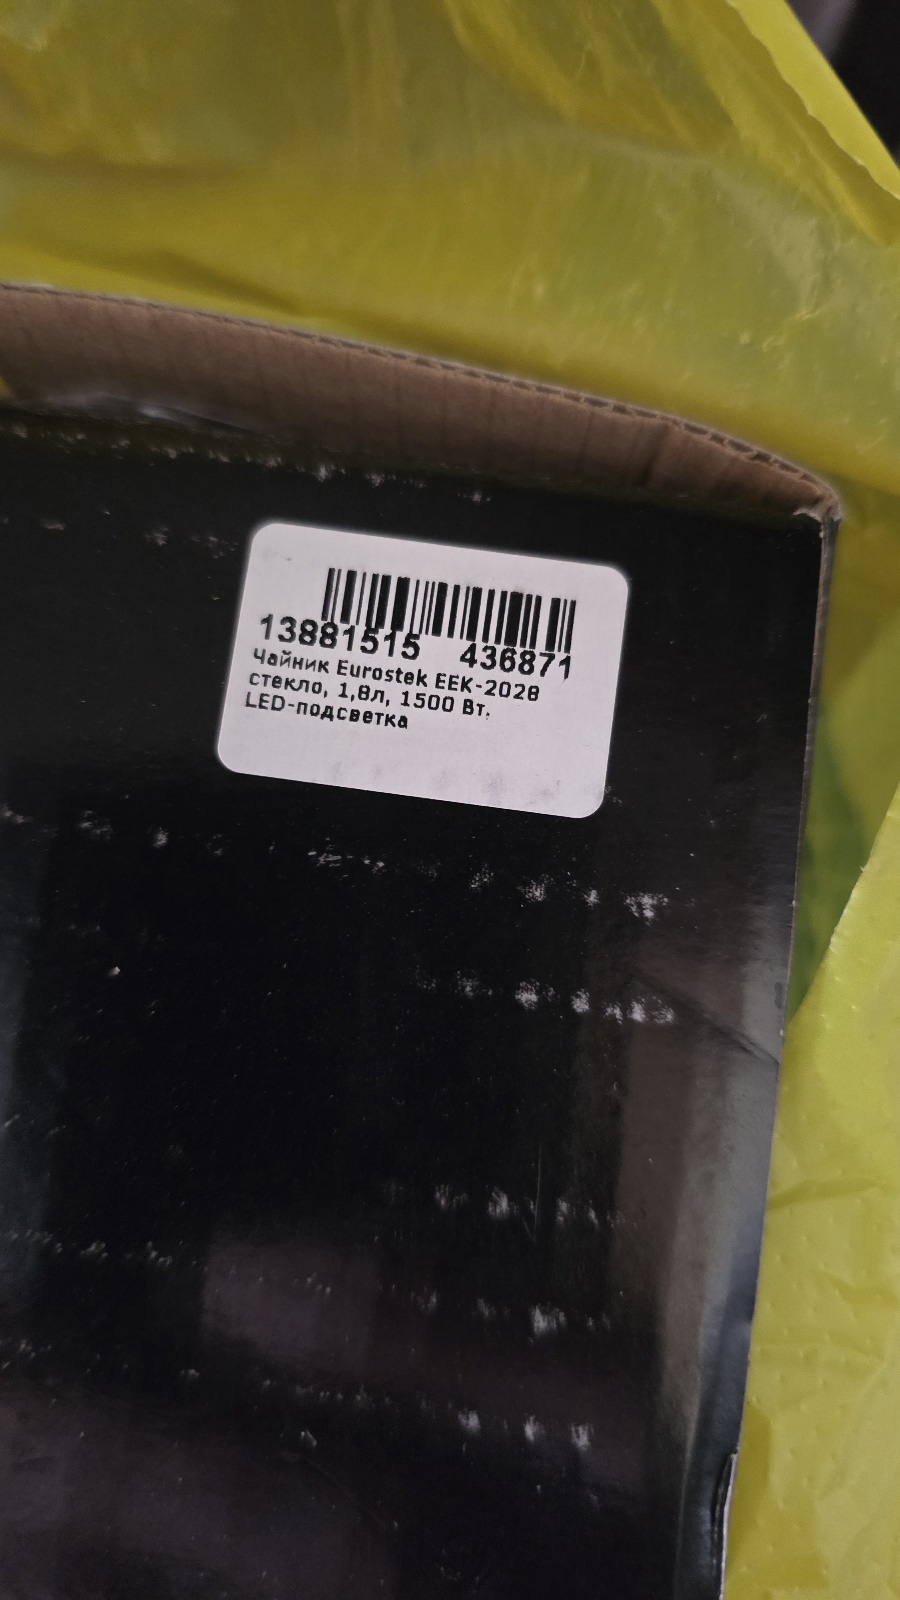 13881515 436871
Чайник Eurostek EEK-2028
стекло, 1,8л, 1500 Вт.
LED-подсветка